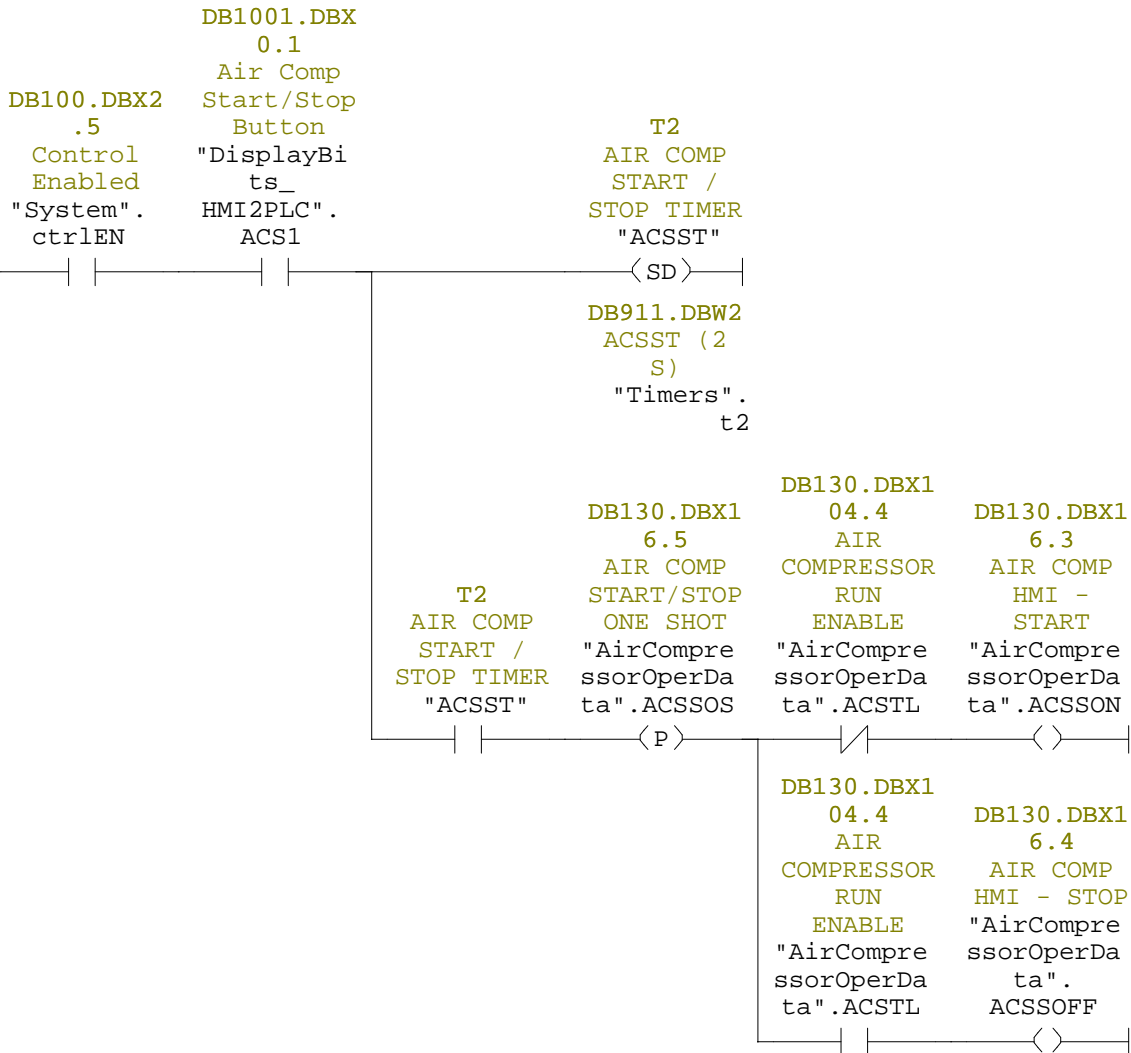 DB100.DBX2
.5
Control
Enabled
"System".
ctrlEN
DB1001.DBX
0.1
Air Comp
Start/Stop
Button
"DisplayBi
ts_
HMI2PLC".
ACS1
T2
AIR COMP
START /
STOP TIMER
"ACSST"
SD
DB911.DBW2
ACSST (2
S)
"Timers".
t2
T2
AIR COMP
START /
STOP TIMER
"ACSST"
DB130.DBX1
6.5
AIR COMP
START/STOP
ONE SHOT
"AirCompre
ssorOperDa
ta".ACSSOS
P
DB130.DBX1
04.4
AIR
COMPRESSOR
RUN
ENABLE
"AirCompre
ssorOperDa
ta".ACSTL
DB130.DBX1
6.3
AIR COMP
HMI -
START
"AirCompre
ssorOperDa
ta".ACSSON
DB130.DBX1
04.4
AIR
COMPRESSOR
RUN
ENABLE
"AirCompre
ssorOperDa
ta".ACSTL
DB130.DBX1
6.4
AIR COMP
HMI - STOP
"AirCompre
ssorOperDa
ta".
ACSSOFF